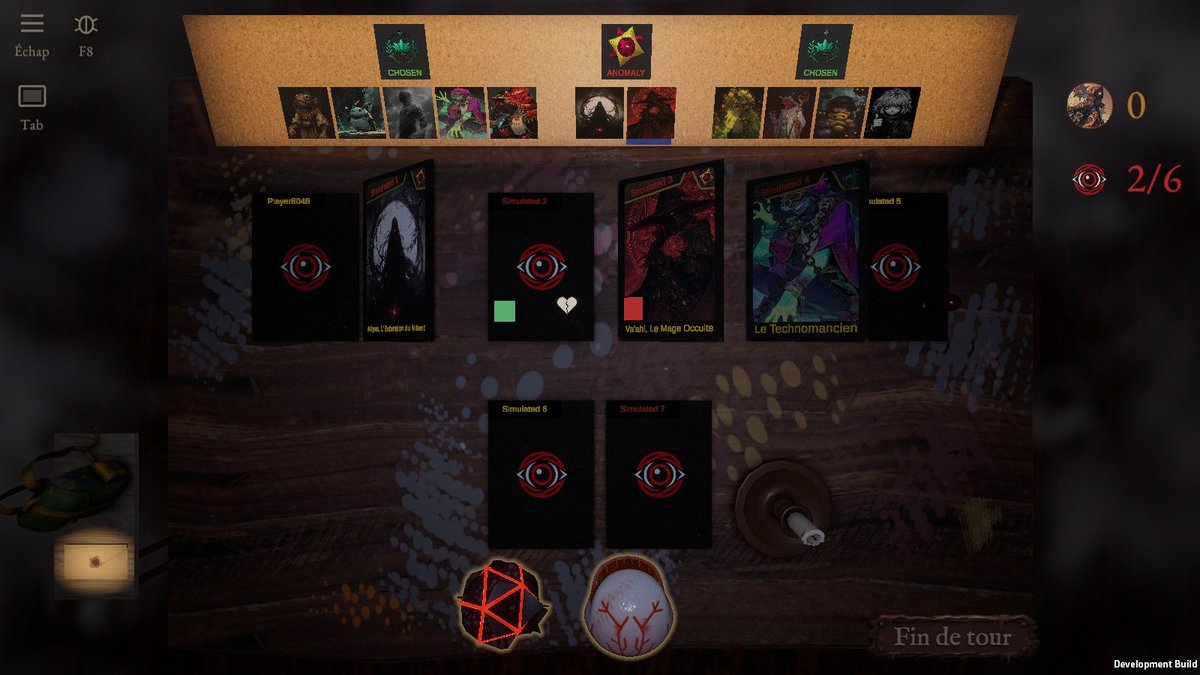 Échap
F8
Tab
CHOSEN
ANOMALY
CHOSEN
0
2/6
Player8048
Simulated 1
Simulated 2
Simulated 3
Simulated 4
ulated 5
Va'ahl, Le Mage Occulte
Le Technomancien
Simulated 6
Simulated 7
Fin de tour
Development Build